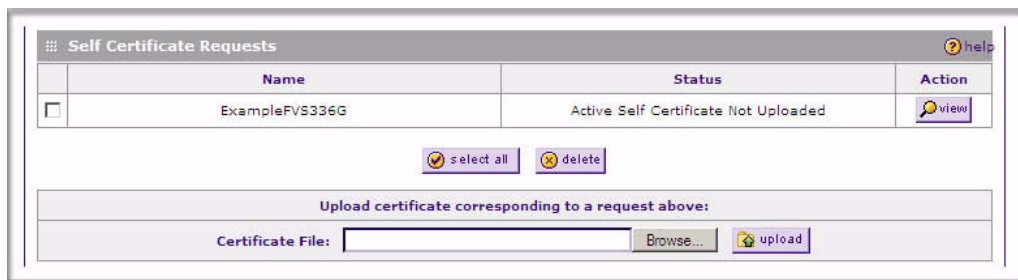 Self Certificate Requests
help
Name Status Action
ExampleFVS336G Active Self Certificate Not Uploaded view
select all delete
Upload certificate corresponding to a request above:
Certificate File: Browse... upload